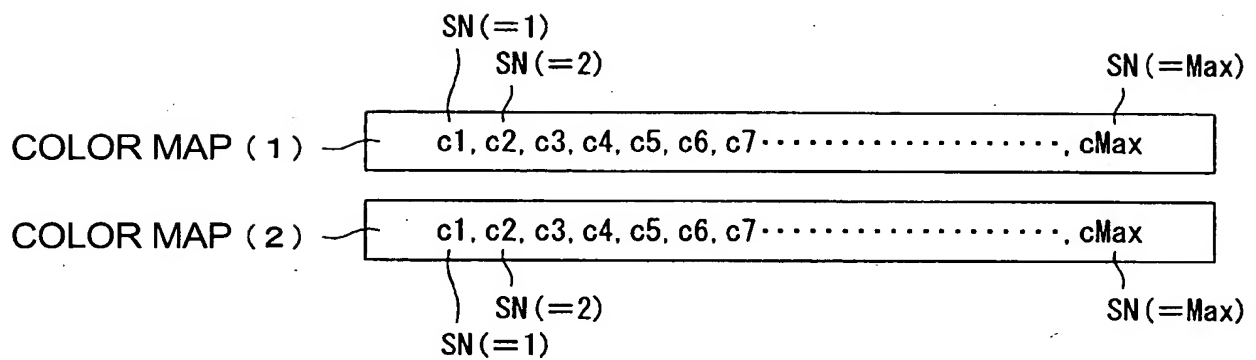 SN(=1)
SN(=2)
SN(=Max)
COLOR MAP (1)
c1, c2, c3, c4, c5, c6, c7····················, cMax
COLOR MAP (2)
c1, c2, c3, c4, c5, c6, c7····················, cMax
SN(=2)
SN(=Max)
SN(=1)